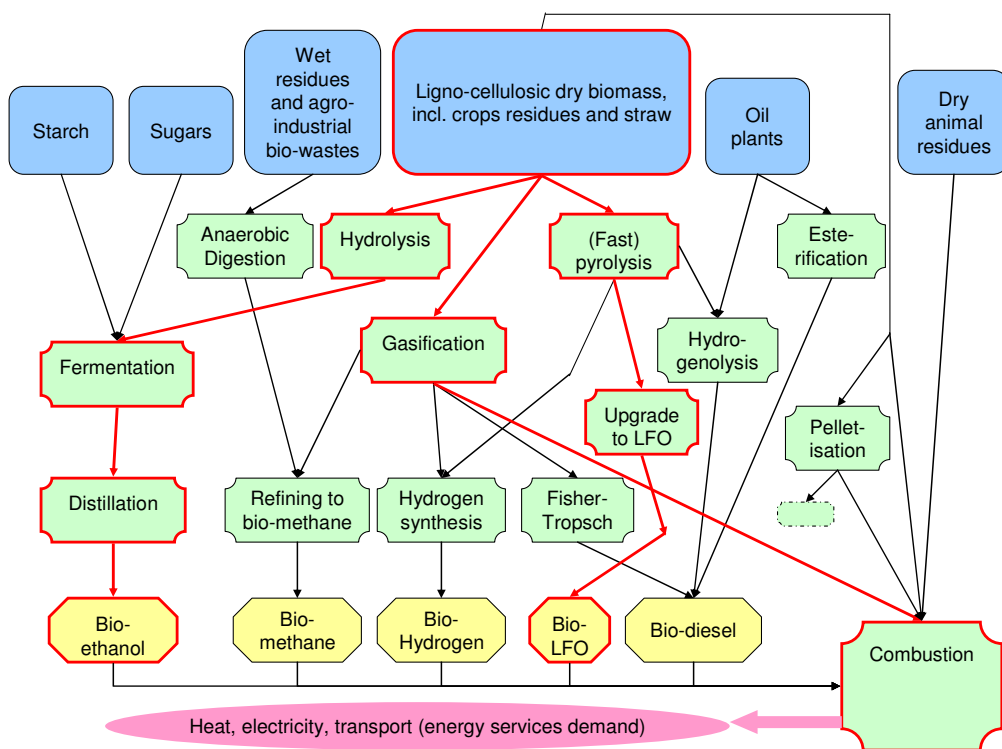 Wet
residues
and agro-
industrial
bio-wastes
Ligno-cellulosic dry biomass,
incl. crops residues and straw
Starch
Sugars
Oil
plants
Dry
animal
residues
Anaerobic
Digestion
Hydrolysis
(Fast)
pyrolysis
Este-
rification
Fermentation
Gasification
Hydro-
genolysis
Upgrade
to LFO
Pellet-
isation
Distillation
Refining to
bio-methane
Hydrogen
synthesis
Fisher-
Tropsch
Bio-
ethanol
Bio-
methane
Bio-
Hydrogen
Bio-
LFO
Bio-diesel
Combustion
Heat, electricity, transport (energy services demand)